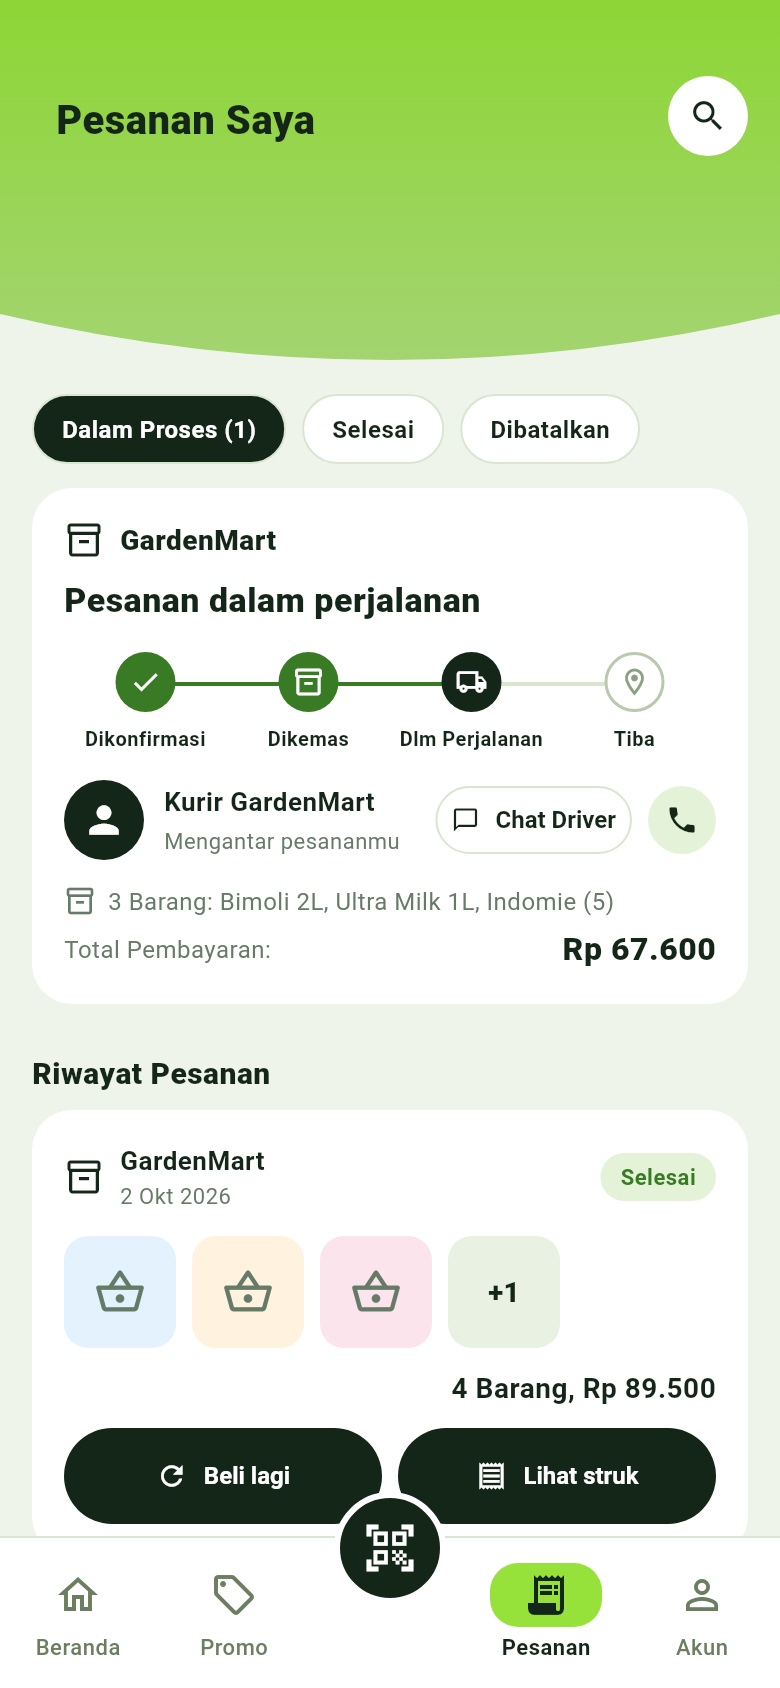 Pesanan Saya
Dalam Proses (1)
Selesai
Dibatalkan
GardenMart
Pesanan dalam perjalanan
Dikonfirmasi
Dikemas
Dlm Perjalanan
Tiba
Kurir GardenMart
Mengantar pesananmu
Chat Driver
3 Barang: Bimoli 2L, Ultra Milk 1L, Indomie (5)
Total Pembayaran:
Rp 67.600
Riwayat Pesanan
GardenMart
2 Okt 2026
Selesai
+1
4 Barang, Rp 89.500
Beli lagi
Lihat struk
Beranda
Promo
Pesanan
Akun